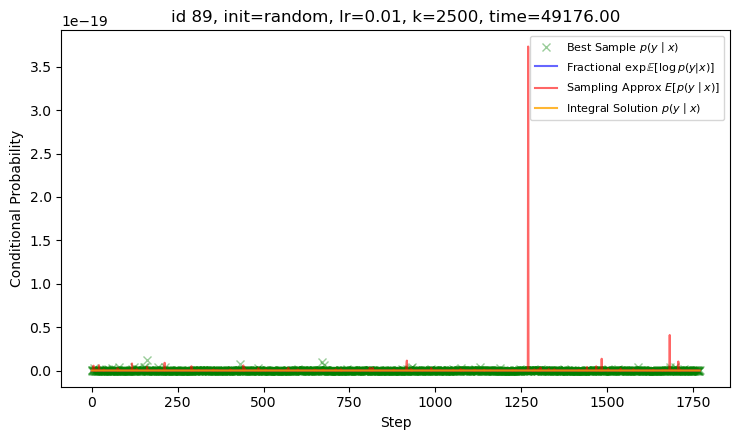 id 89, init=random, lr=0.01, k=2500, time=49176.00
1e−19
Best Sample p(y | x)
Fractional exp𝔼[log p(y|x)]
Sampling Approx E[p(y | x)]
Integral Solution p(y | x)
3.5
3.0
2.5
2.0
1.5
1.0
0.5
0.0
Conditional Probability
0 250 500 750 1000 1250 1500 1750
Step